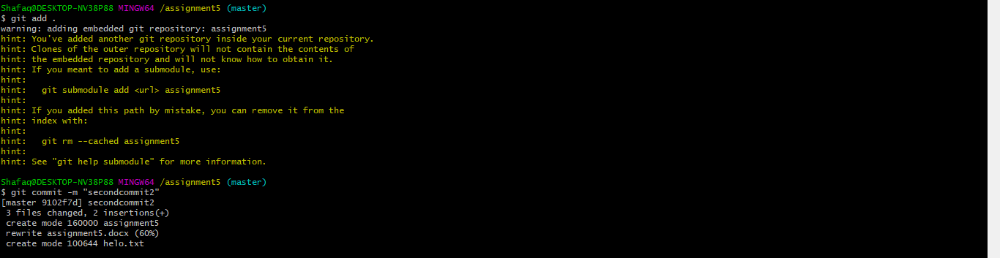 Shafaq@DESKTOP-NV38P88 MINGW64 /assignment5 (master)
$ git add .
warning: adding embedded git repository: assignment5
hint: You've added another git repository inside your current repository.
hint: Clones of the outer repository will not contain the contents of
hint: the embedded repository and will not know how to obtain it.
hint: If you meant to add a submodule, use:
hint:
hint:   git submodule add <url> assignment5
hint:
hint: If you added this path by mistake, you can remove it from the
hint: index with:
hint:
hint:   git rm --cached assignment5
hint:
hint: See "git help submodule" for more information.
Shafaq@DESKTOP-NV38P88 MINGW64 /assignment5 (master)
$ git commit -m "secondcommit2"
[master 9102f7d] secondcommit2
 3 files changed, 2 insertions(+)
 create mode 160000 assignment5
 rewrite assignment5.docx (60%)
 create mode 100644 helo.txt